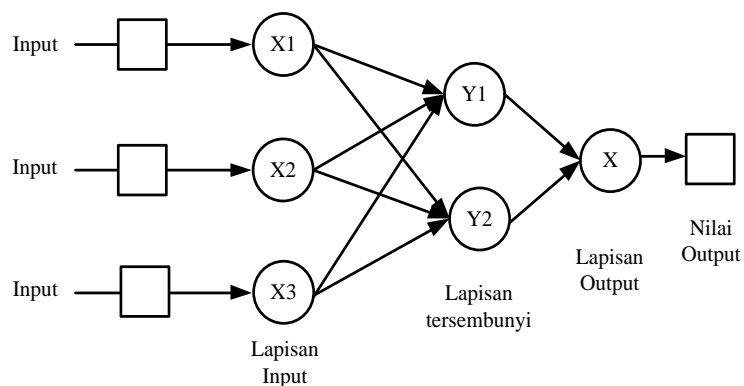 Input
X1
Y1
Input
X2
X
Y2
Input
X3
Lapisan
Input
Lapisan
tersembunyi
Lapisan
Output
Nilai
Output